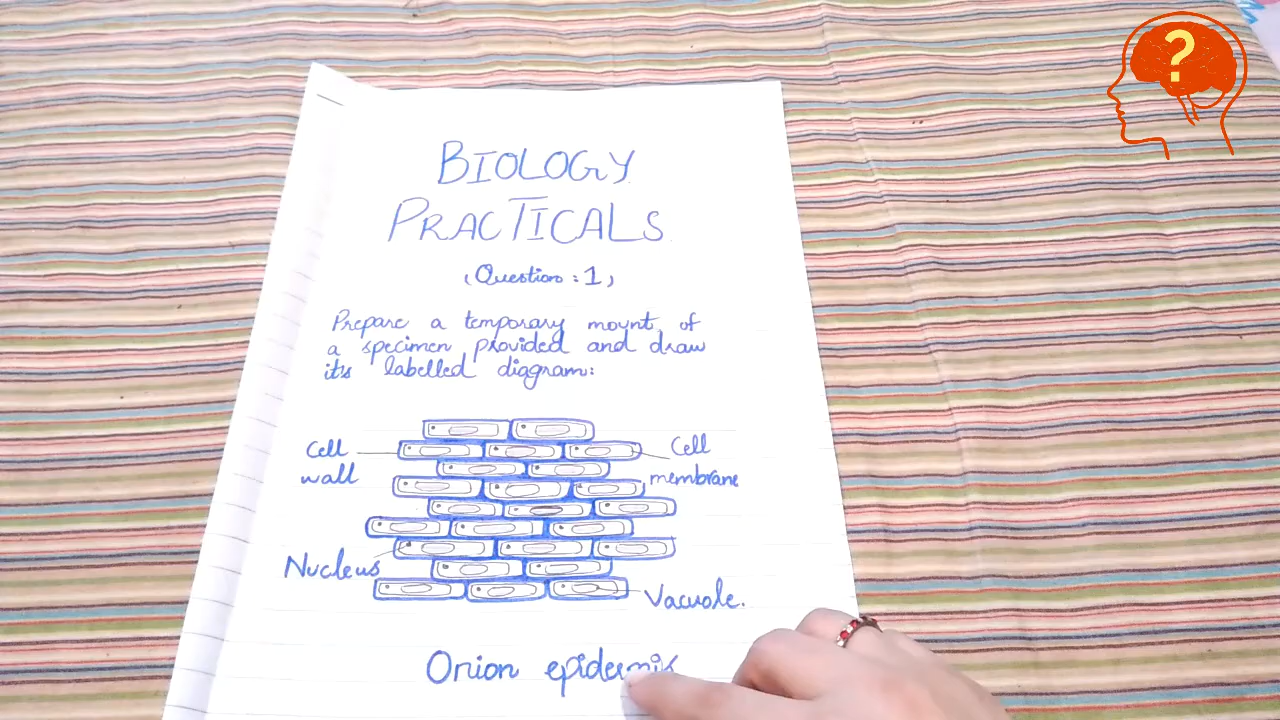 ?
BIOLOGY
PRACTICALS
(Question : 1)
Prepare a temporary mount of
a specimen provided and draw
it's labelled diagram:
Cell
wall
Cell
membrane
Nucleus
Vacuole.
Onion epidermis